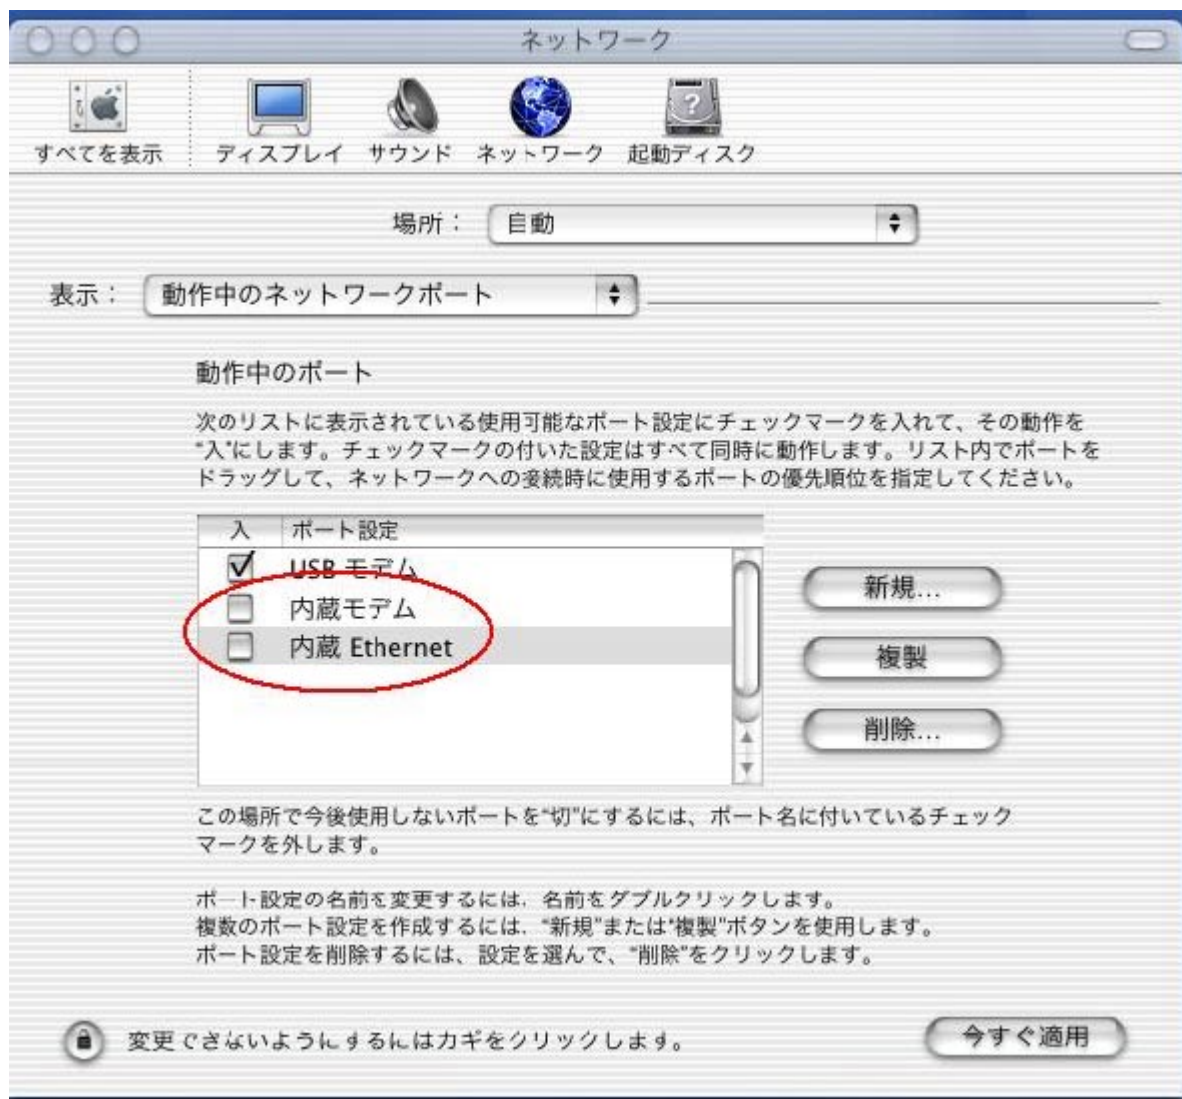 ネットワーク
すべてを表示
ディスプレイ
サウンド
ネットワーク
起動ディスク
場所：
自動
表示：
動作中のネットワークポート
動作中のポート
次のリストに表示されている使用可能なポート設定にチェックマークを入れて、その動作を
“入”にします。チェックマークの付いた設定はすべて同時に動作します。リスト内でポートを
ドラッグして、ネットワークへの接続時に使用するポートの優先順位を指定してください。
入 ポート設定
USB モデム
内蔵モデム
内蔵 Ethernet
新規...
複製
削除...
この場所で今後使用しないポートを“切”にするには、ポート名に付いているチェック
マークを外します。
ポート設定の名前を変更するには、名前をダブルクリックします。
複数のポート設定を作成するには、“新規”または“複製”ボタンを使用します。
ポート設定を削除するには、設定を選んで、“削除”をクリックします。
変更できないようにするにはカギをクリックします。
今すぐ適用